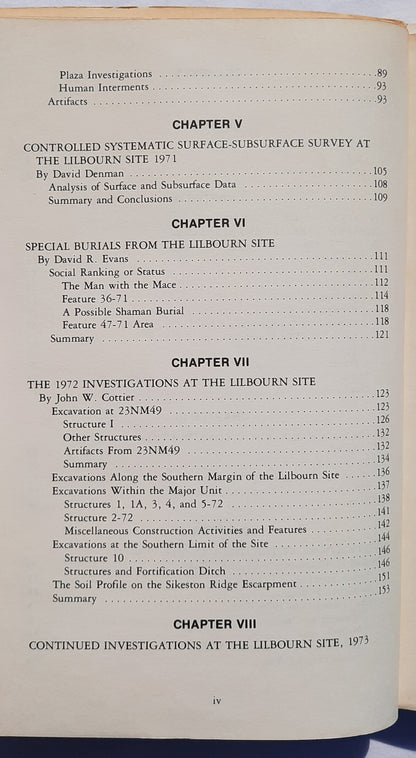 Plaza Investigations . . . . . . . . . . . . . . . . . . . . . . . . . . . . . . . . . . . 89
Human Interments . . . . . . . . . . . . . . . . . . . . . . . . . . . . . . . . . . . . 93
Artifacts . . . . . . . . . . . . . . . . . . . . . . . . . . . . . . . . . . . . . . . . . . . . . 93
CHAPTER V
CONTROLLED SYSTEMATIC SURFACE-SUBSURFACE SURVEY AT
THE LILBOURN SITE 1971
By David Denman . . . . . . . . . . . . . . . . . . . . . . . . . . . . . . . . . . . . . . . 105
Analysis of Surface and Subsurface Data . . . . . . . . . . . . . . . . . . . . 108
Summary and Conclusions . . . . . . . . . . . . . . . . . . . . . . . . . . . . . . . 109
CHAPTER VI
SPECIAL BURIALS FROM THE LILBOURN SITE
By David R. Evans . . . . . . . . . . . . . . . . . . . . . . . . . . . . . . . . . . . . . . 111
Social Ranking or Status . . . . . . . . . . . . . . . . . . . . . . . . . . . . . . . . 111
The Man with the Mace . . . . . . . . . . . . . . . . . . . . . . . . . . . . . . . 112
Feature 36-71 . . . . . . . . . . . . . . . . . . . . . . . . . . . . . . . . . . . . . . . 114
A Possible Shaman Burial . . . . . . . . . . . . . . . . . . . . . . . . . . . . . . 118
Feature 47-71 Area . . . . . . . . . . . . . . . . . . . . . . . . . . . . . . . . . . . 118
Summary . . . . . . . . . . . . . . . . . . . . . . . . . . . . . . . . . . . . . . . . . . . . 121
CHAPTER VII
THE 1972 INVESTIGATIONS AT THE LILBOURN SITE
By John W. Cottier . . . . . . . . . . . . . . . . . . . . . . . . . . . . . . . . . . . . . . 123
Excavation at 23NM49 . . . . . . . . . . . . . . . . . . . . . . . . . . . . . . . . . 123
Structure I . . . . . . . . . . . . . . . . . . . . . . . . . . . . . . . . . . . . . . . . . 126
Other Structures . . . . . . . . . . . . . . . . . . . . . . . . . . . . . . . . . . . . 132
Artifacts From 23NM49 . . . . . . . . . . . . . . . . . . . . . . . . . . . . . . . 132
Summary . . . . . . . . . . . . . . . . . . . . . . . . . . . . . . . . . . . . . . . . . . 134
Excavations Along the Southern Margin of the Lilbourn Site . . . . . . 136
Excavations Within the Major Unit . . . . . . . . . . . . . . . . . . . . . . . . 137
Structures 1, 1A, 3, 4, and 5-72 . . . . . . . . . . . . . . . . . . . . . . . . . 138
Structure 2-72 . . . . . . . . . . . . . . . . . . . . . . . . . . . . . . . . . . . . . . 141
Miscellaneous Construction Activities and Features . . . . . . . . . . . 142
Excavations at the Southern Limit of the Site . . . . . . . . . . . . . . . . . 144
Structure 10 . . . . . . . . . . . . . . . . . . . . . . . . . . . . . . . . . . . . . . . . 146
Structures and Fortification Ditch . . . . . . . . . . . . . . . . . . . . . . . . 146
The Soil Profile on the Sikeston Ridge Escarpment . . . . . . . . . . . . . 151
Summary . . . . . . . . . . . . . . . . . . . . . . . . . . . . . . . . . . . . . . . . . . . . 153
CHAPTER VIII
CONTINUED INVESTIGATIONS AT THE LILBOURN SITE, 1973
iv